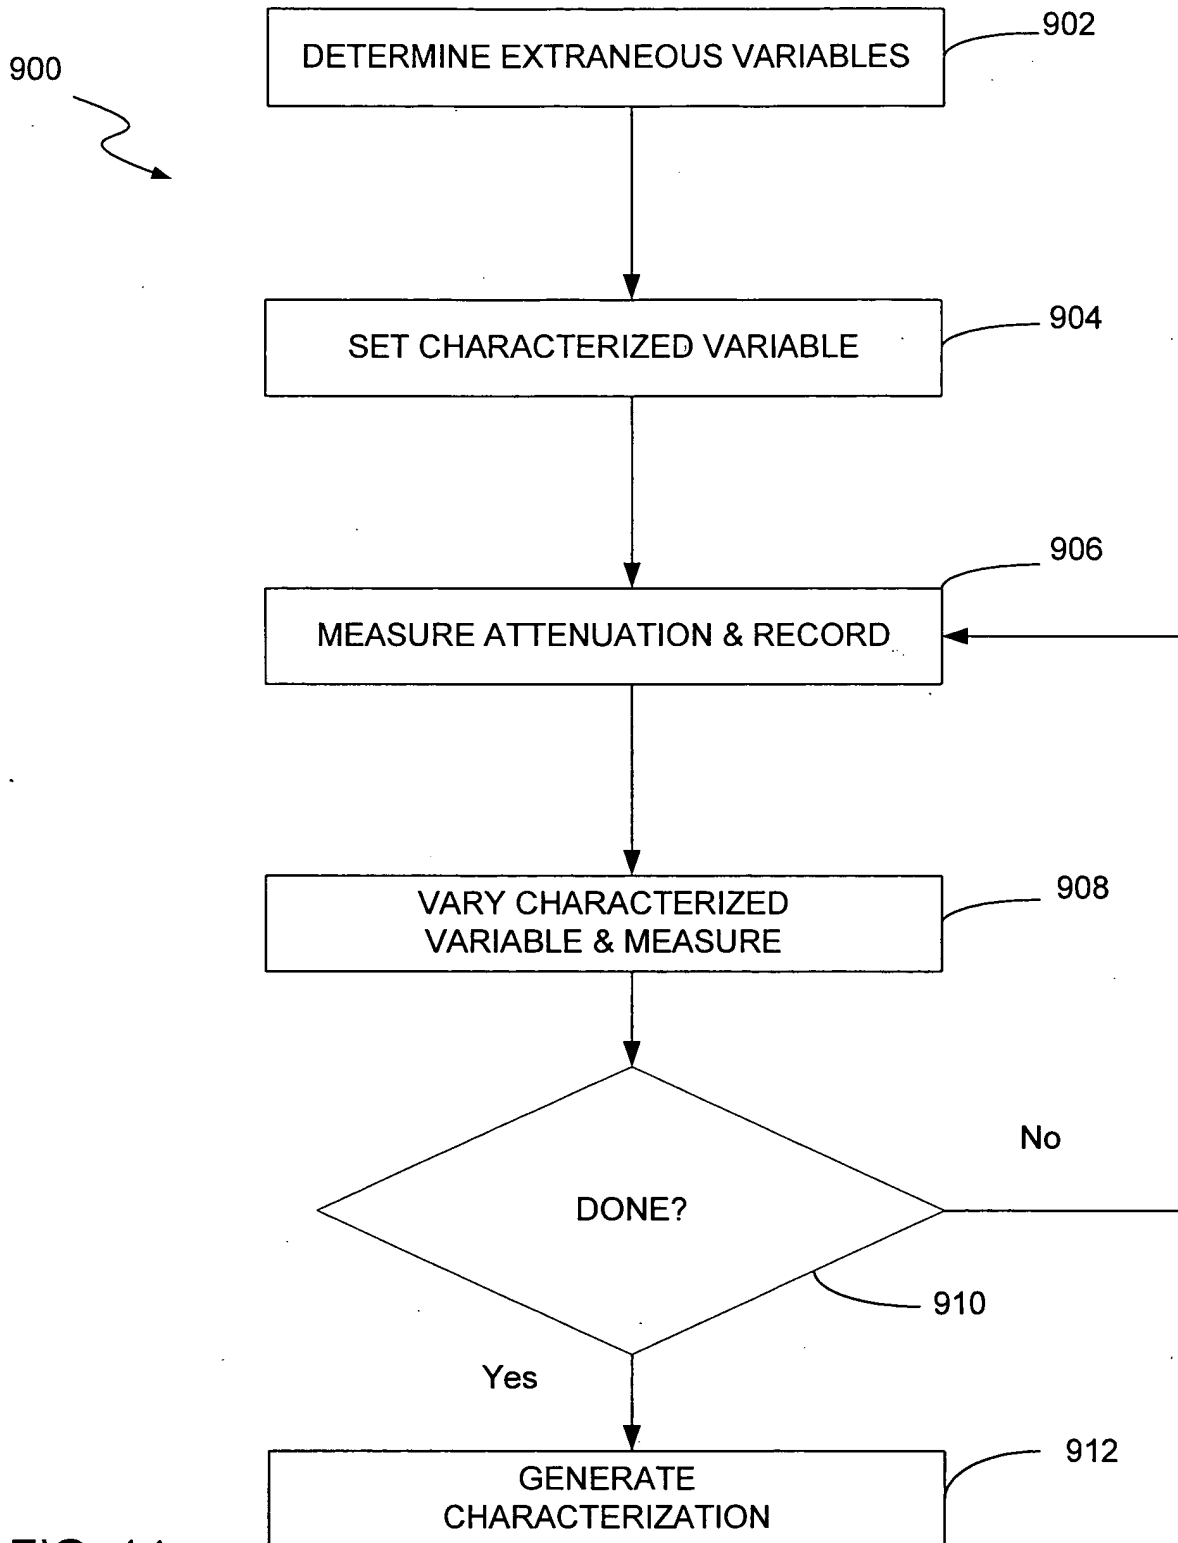 902
DETERMINE EXTRANEOUS VARIABLES
900
904
SET CHARACTERIZED VARIABLE
906
MEASURE ATTENUATION & RECORD
908
VARY CHARACTERIZED
VARIABLE & MEASURE
No
DONE?
910
Yes
912
GENERATE
CHARACTERIZATION